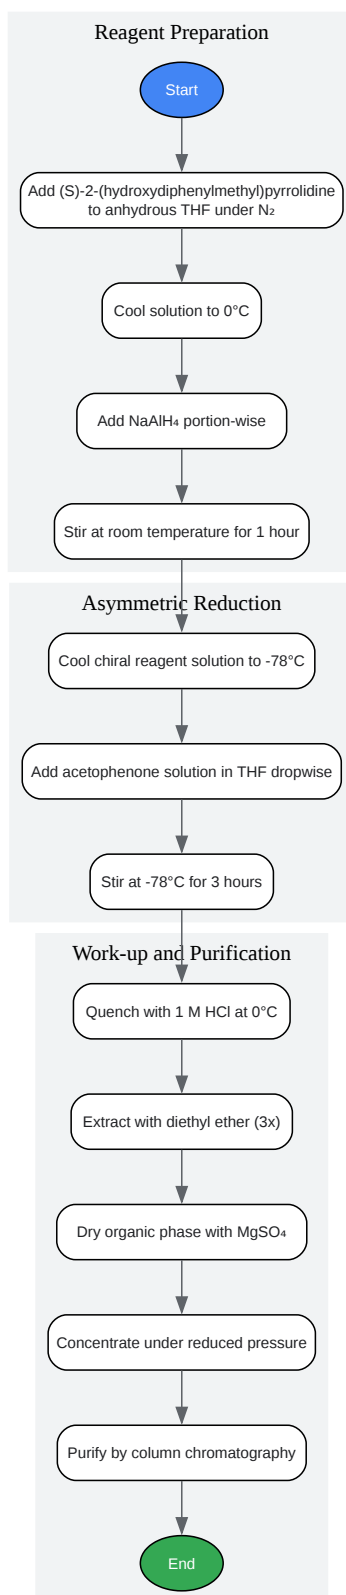 Reagent Preparation
Start
Add (S)-2-(hydroxydiphenylmethyl)pyrrolidine
to anhydrous THF under N₂
Cool solution to 0°C
Add NaAlH₄ portion-wise
Stir at room temperature for 1 hour
Asymmetric Reduction
Cool chiral reagent solution to -78°C
Add acetophenone solution in THF dropwise
Stir at -78°C for 3 hours
Work-up and Purification
Quench with 1 M HCl at 0°C
Extract with diethyl ether (3x)
Dry organic phase with MgSO₄
Concentrate under reduced pressure
Purify by column chromatography
End